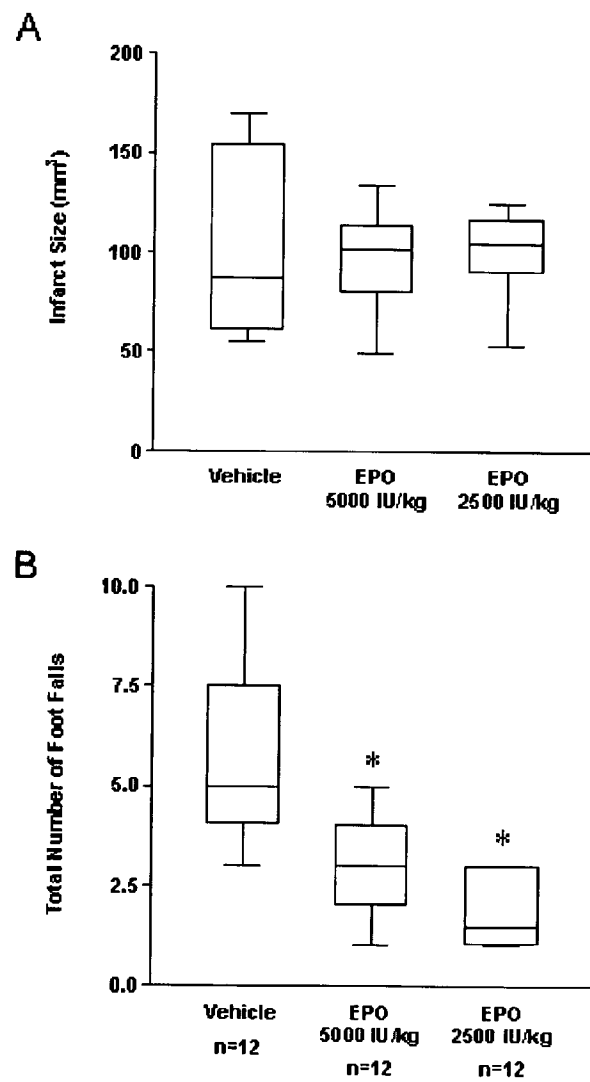 A
Infarct Size (mm³)
200
150
100
50
0
Vehicle
EPO
5000 IU/kg
EPO
2500 IU/kg
B
Total Number of Foot Falls
10.0
7.5
5.0
2.5
0.0
*
*
Vehicle
n=12
EPO
5000 IU/kg
n=12
EPO
2500 IU/kg
n=12